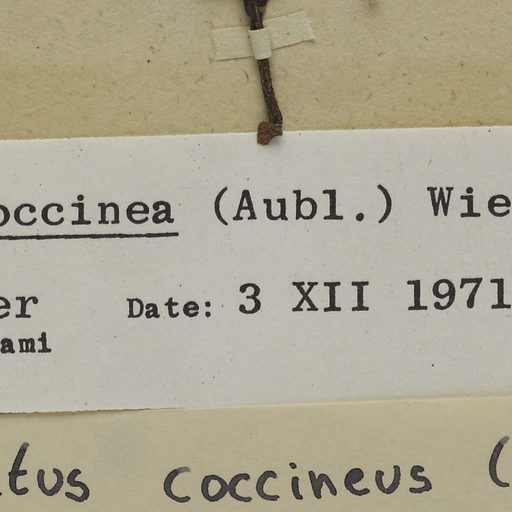 occinea (Aubl.) Wie
er Date: 3 XII 1971
ami
tus coccineus (